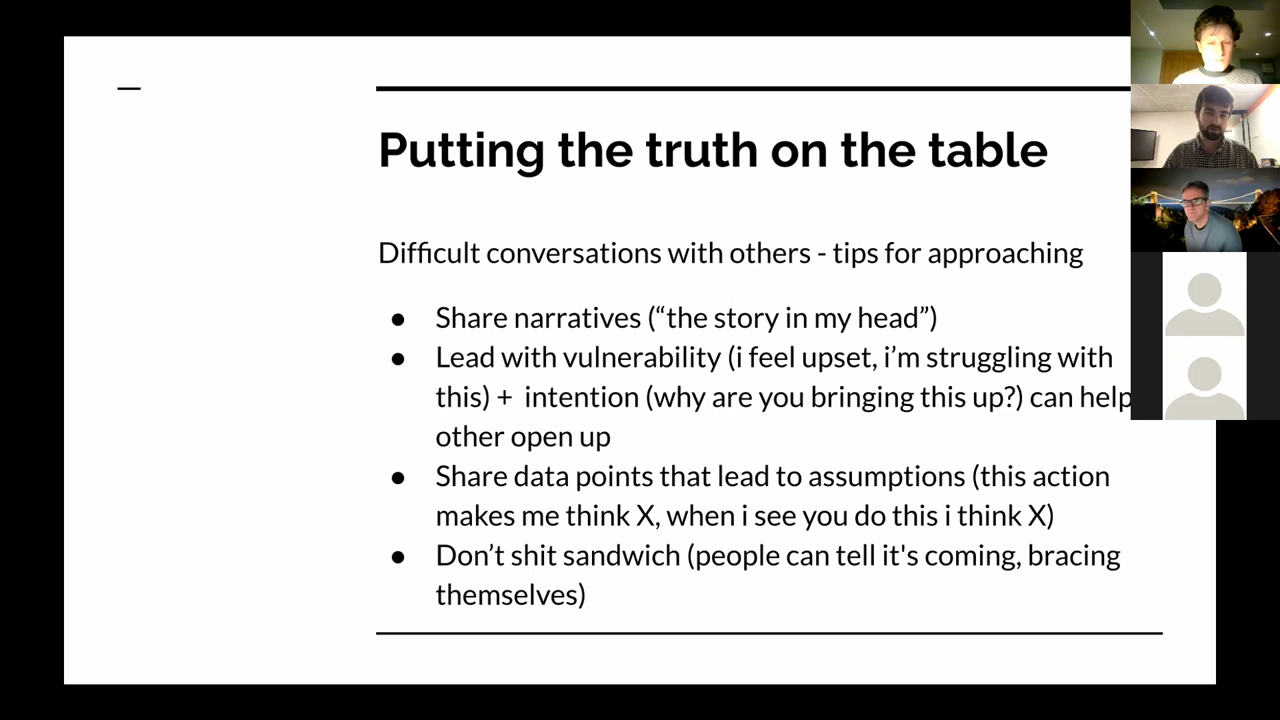 Putting the truth on the table
Difficult conversations with others - tips for approaching
● Share narratives (“the story in my head”)
● Lead with vulnerability (i feel upset, i’m struggling with
this) + intention (why are you bringing this up?) can help
other open up
● Share data points that lead to assumptions (this action
makes me think X, when i see you do this i think X)
● Don’t shit sandwich (people can tell it's coming, bracing
themselves)